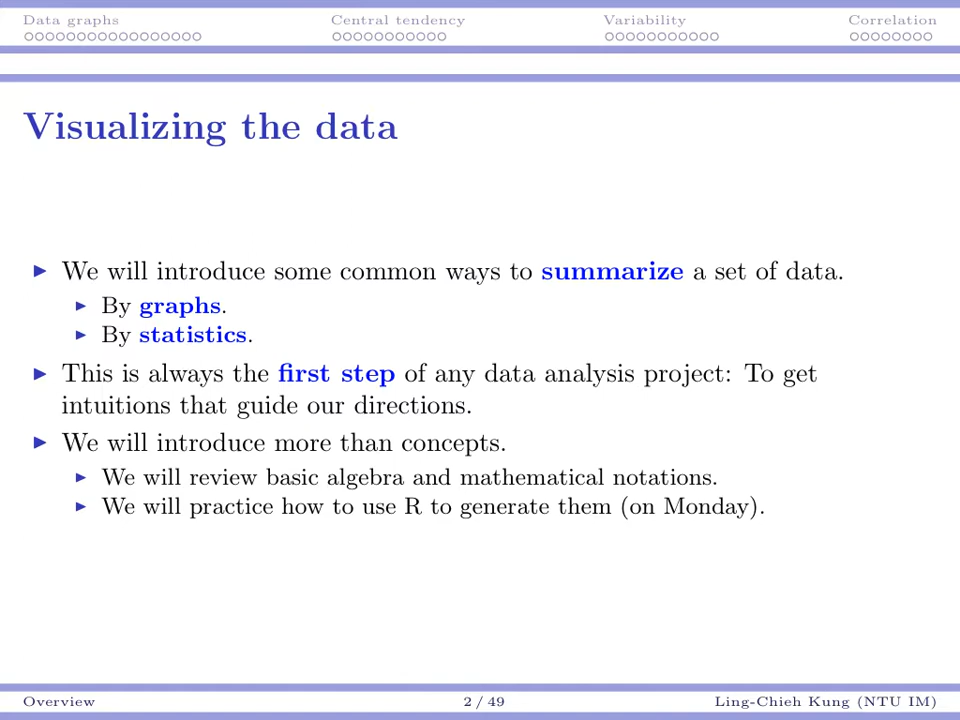 Data graphs Central tendency Variability Correlation
Visualizing the data
We will introduce some common ways to summarize a set of data.
By graphs.
By statistics.
This is always the first step of any data analysis project: To get
intuitions that guide our directions.
We will introduce more than concepts.
We will review basic algebra and mathematical notations.
We will practice how to use R to generate them (on Monday).
Overview 2 / 49 Ling-Chieh Kung (NTU IM)